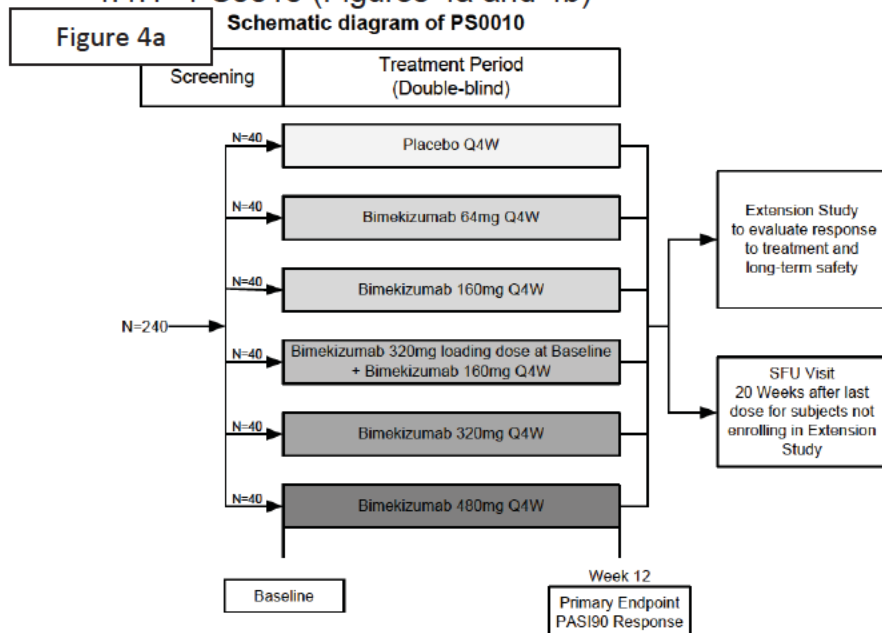 Schematic diagram of PS0010
Figure 4a
Screening
Treatment Period
(Double-blind)
N=240
N=40
Placebo Q4W
N=40
Bimekizumab 64mg Q4W
N=40
Bimekizumab 160mg Q4W
N=40
Bimekizumab 320mg loading dose at Baseline
+ Bimekizumab 160mg Q4W
N=40
Bimekizumab 320mg Q4W
N=40
Bimekizumab 480mg Q4W
Extension Study
to evaluate response
to treatment and
long-term safety
SFU Visit
20 Weeks after last
dose for subjects not
enrolling in Extension
Study
Baseline
Week 12
Primary Endpoint
PASI90 Response